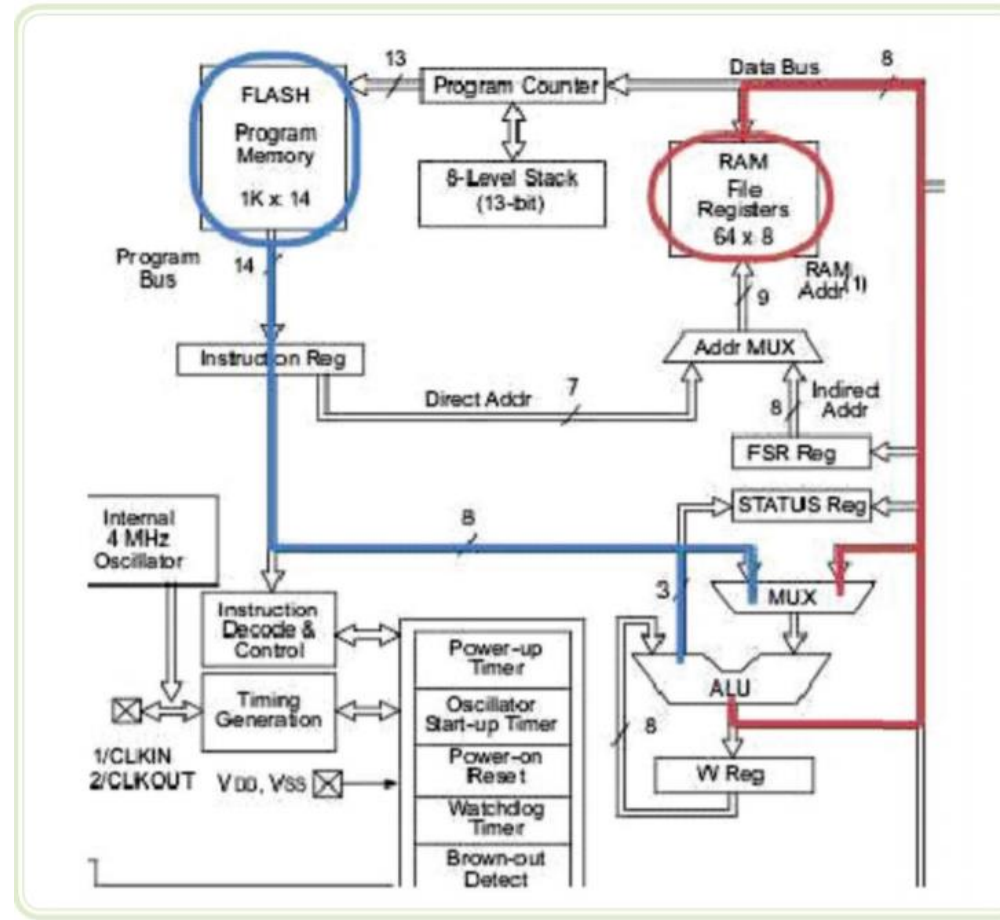 13
Data Bus
8
FLASH
Program
Memory
1K x 14
Program Counter
8-Level Stack
(13-bit)
RAM
File
Registers
64 x 8
Program
Bus
14
RAM
Addr(1)
9
Instruction Reg
Addr MUX
Direct Addr
7
Indirect
Addr
8
FSR Reg
STATUS Reg
Internal
4 MHz
Oscillator
8
3
MUX
Instruction
Decode &
Control
Power-up
Timer
ALU
Timing
Generation
Oscillator
Start-up Timer
8
1/CLKIN
2/CLKOUT
VDD, VSS
Power-on
Reset
W Reg
Watchdog
Timer
Brown-out
Detect